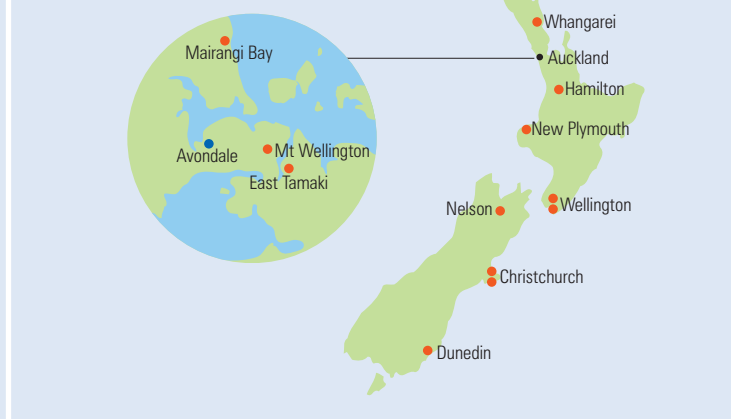 Whangarei
Mairangi Bay
Auckland
Hamilton
New Plymouth
Mt Wellington
Avondale
East Tamaki
Wellington
Nelson
Christchurch
Dunedin